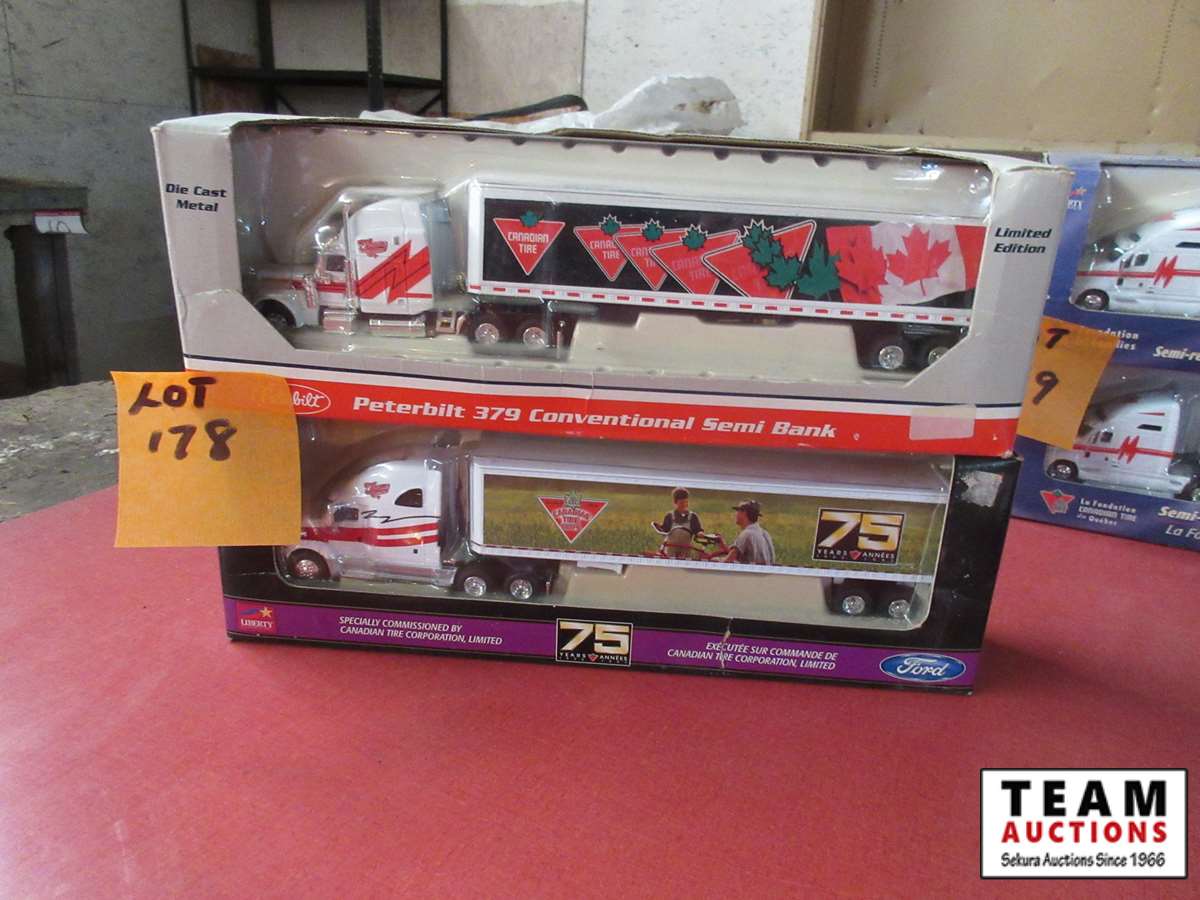 Die Cast
Metal
Limited
Edition
CANADIAN
TIRE
CANADIAN
TIRE
LOT
178
Peterbilt 379 Conventional Semi Bank
CANADIAN
TIRE
75
YEARS ANNÉES
LIBERTY
SPECIALLY COMMISSIONED BY
CANADIAN TIRE CORPORATION, LIMITED
75
YEARS ANNÉES
EXÉCUTÉE SUR COMMANDE DE
CANADIAN TIRE CORPORATION, LIMITED
Ford
T
9
La Fondation
CANADIAN TIRE
du Québec
Semi-
La Fo
TEAM
AUCTIONS
Sekura Auctions Since 1966